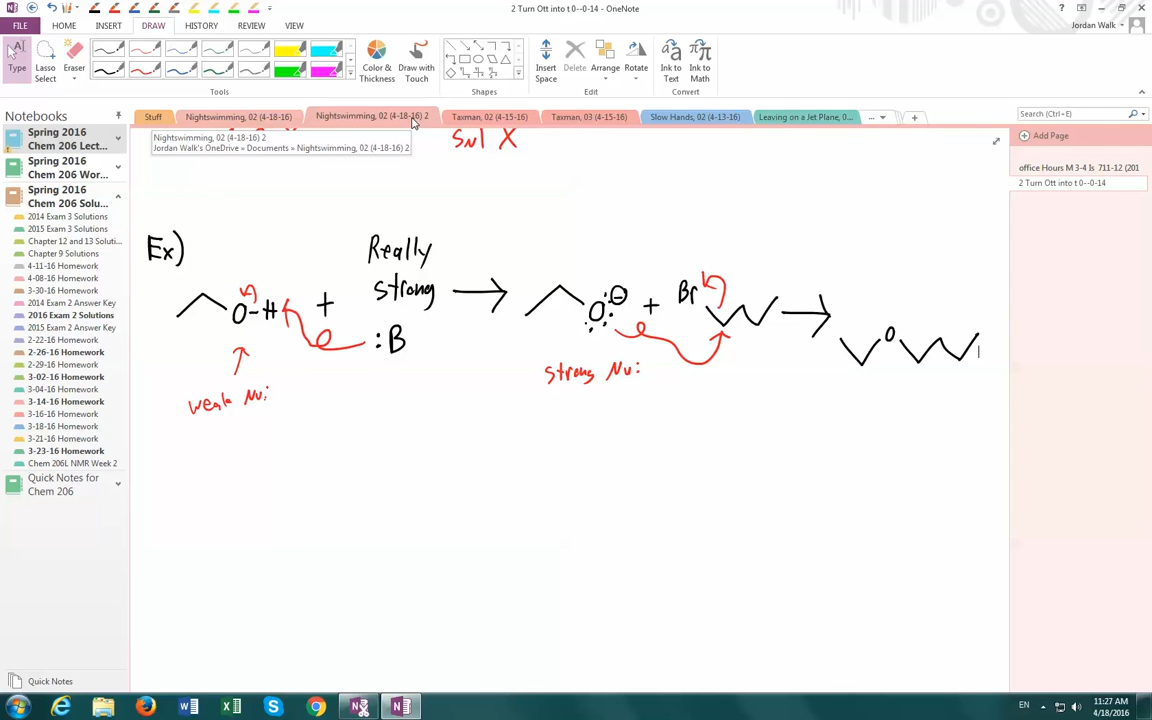 2 Turn Ott into t 0--0-14 - OneNote
FILE HOME INSERT DRAW HISTORY REVIEW VIEW
Jordan Walk
Type Lasso Select Eraser Color & Thickness Draw with Touch Insert Space Delete Arrange Rotate Ink to Text Ink to Math
Tools Shapes Edit Convert
Notebooks
Stuff Nightswimming, 02 (4-18-16) Nightswimming, 02 (4-18-16) 2 Taxman, 02 (4-15-16) Taxman, 03 (4-15-16) Slow Hands, 02 (4-13-16) Leaving on a Jet Plane, 0... ...
Search (Ctrl+E)
Nightswimming, 02 (4-18-16) 2
Jordan Walk's OneDrive » Documents » Nightswimming, 02 (4-18-16) 2
Add Page
office Hours M 3-4 Is 711-12 (201
2 Turn Ott into t 0--0-14
Spring 2016
Chem 206 Lect...
Spring 2016
Chem 206 Wor...
Spring 2016
Chem 206 Solu...
2014 Exam 3 Solutions
2015 Exam 3 Solutions
Chapter 12 and 13 Soluti...
Chapter 9 Solutions
4-11-16 Homework
4-08-16 Homework
3-30-16 Homework
2014 Exam 2 Answer Key
2016 Exam 2 Solutions
2015 Exam 2 Answer Key
2-22-16 Homework
2-26-16 Homework
2-29-16 Homework
3-02-16 Homework
3-04-16 Homework
3-14-16 Homework
3-16-16 Homework
3-18-16 Homework
3-21-16 Homework
3-23-16 Homework
Chem 206L NMR Week 2
Quick Notes for
Chem 206
Quick Notes
SN1 X
Ex)
Really
strong
O-H + :B
O ⊖ + Br
O
weak Nu:
strong Nu:
EN
11:27 AM
4/18/2016